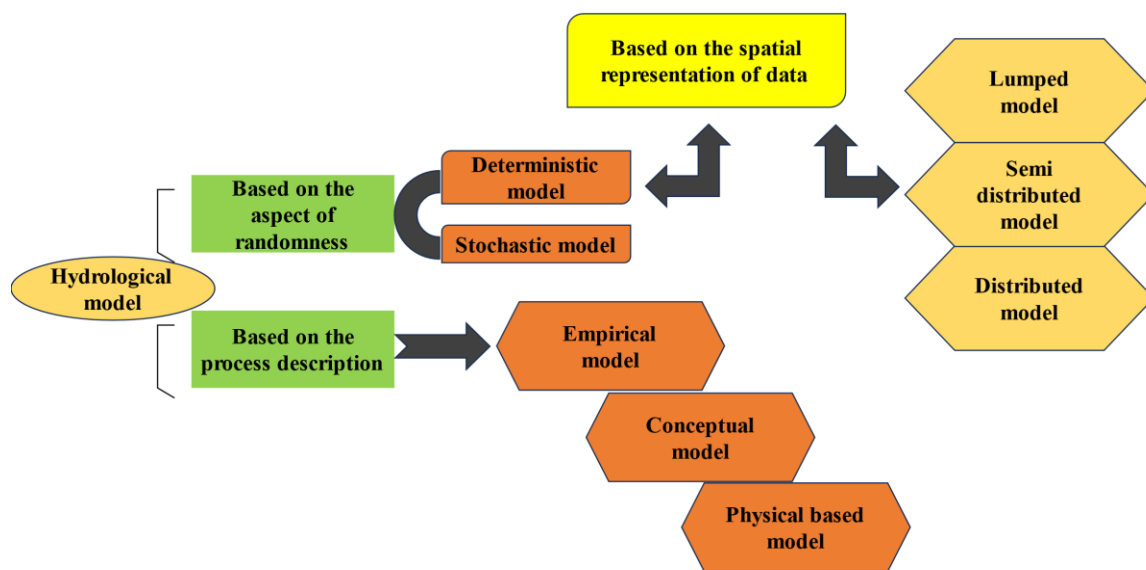 Based on the spatial
representation of data
Lumped
model
Semi
distributed
model
Distributed
model
Deterministic
model
Stochastic model
Based on the
aspect of
randomness
Hydrological
model
Based on the
process description
Empirical
model
Conceptual
model
Physical based
model